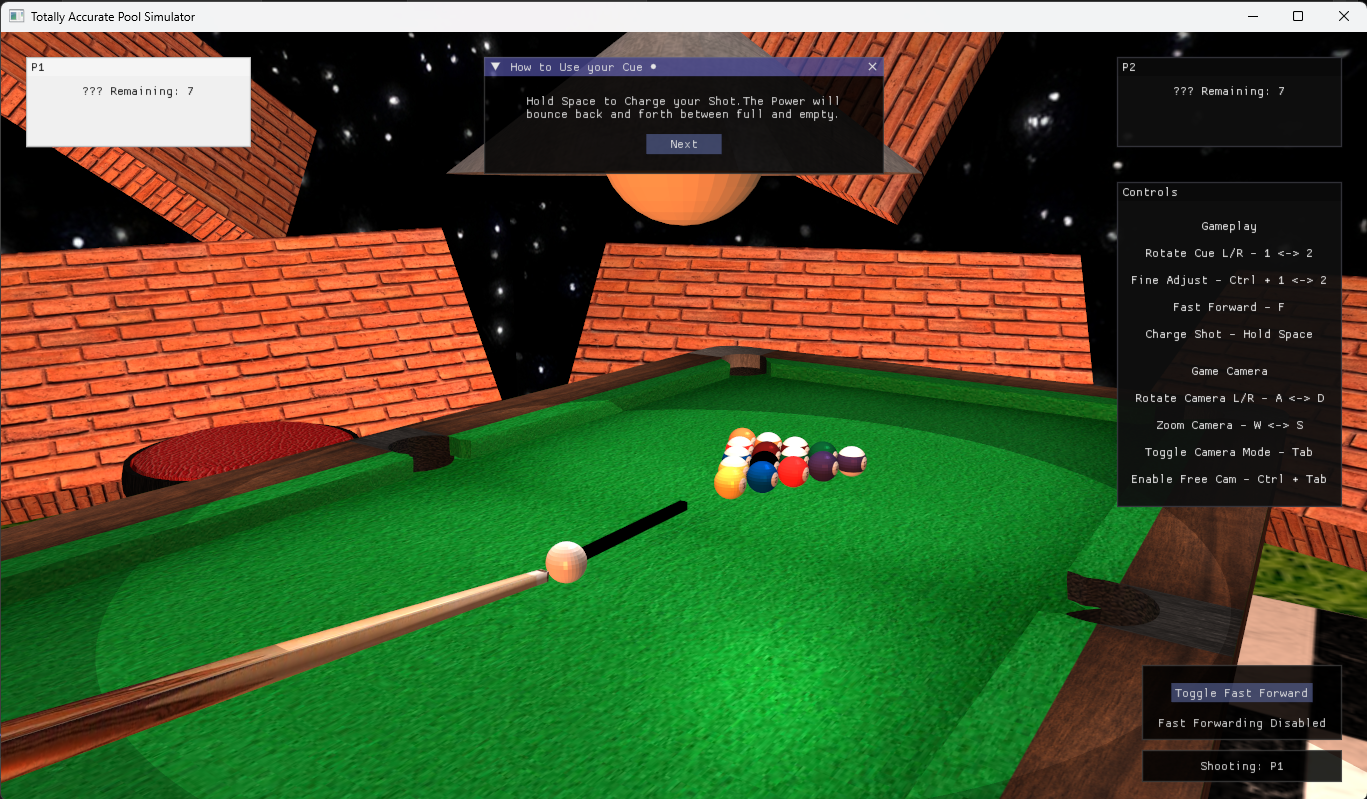 Totally Accurate Pool Simulator
P1
??? Remaining: 7
How to Use your Cue
Hold Space to Charge your Shot.The Power will
bounce back and forth between full and empty.
Next
P2
??? Remaining: 7
Controls
Gameplay
Rotate Cue L/R - 1 <-> 2
Fine Adjust - Ctrl + 1 <-> 2
Fast Forward - F
Charge Shot - Hold Space
Game Camera
Rotate Camera L/R - A <-> D
Zoom Camera - W <-> S
Toggle Camera Mode - Tab
Enable Free Cam - Ctrl + Tab
Toggle Fast Forward
Fast Forwarding Disabled
Shooting: P1